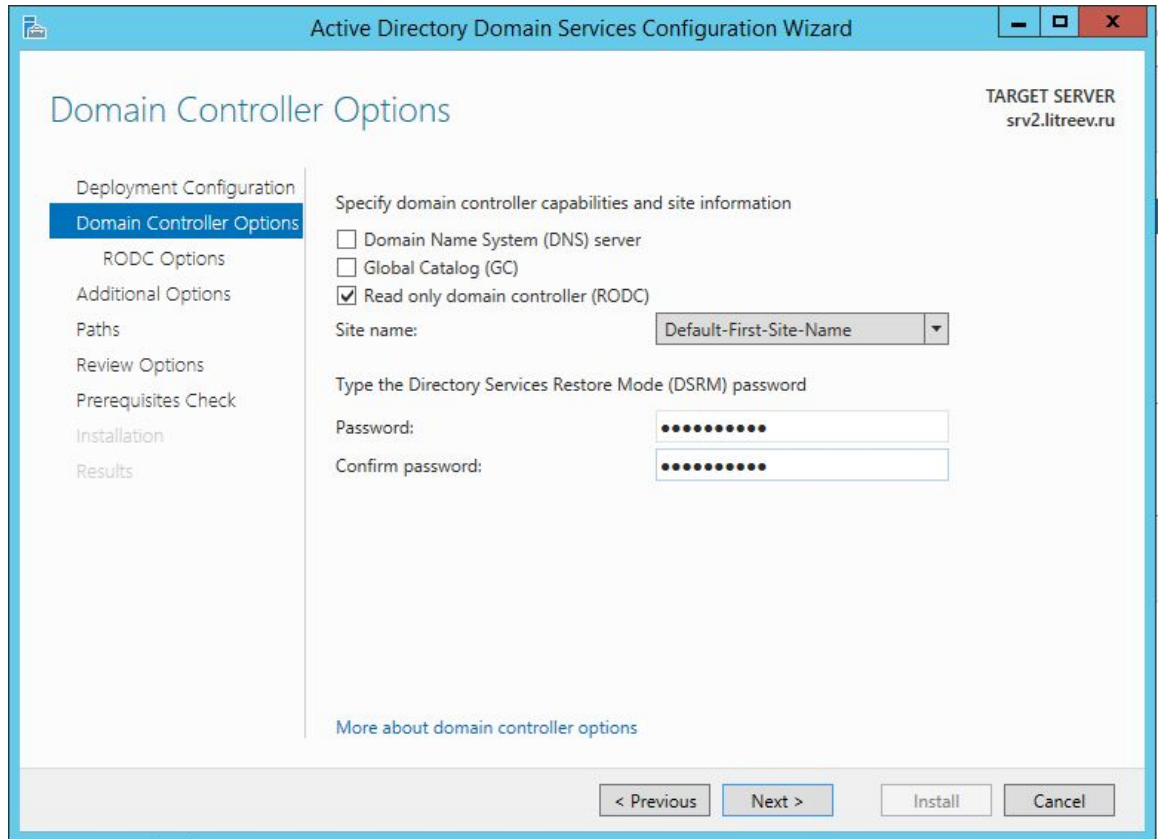 Active Directory Domain Services Configuration Wizard
Domain Controller Options
TARGET SERVER
srv2.litreev.ru
Deployment Configuration
Domain Controller Options
RODC Options
Additional Options
Paths
Review Options
Prerequisites Check
Installation
Results
Specify domain controller capabilities and site information
Domain Name System (DNS) server
Global Catalog (GC)
Read only domain controller (RODC)
Site name: Default-First-Site-Name
Type the Directory Services Restore Mode (DSRM) password
Password: ●●●●●●●●●●
Confirm password: ●●●●●●●●●●
More about domain controller options
< Previous Next > Install Cancel